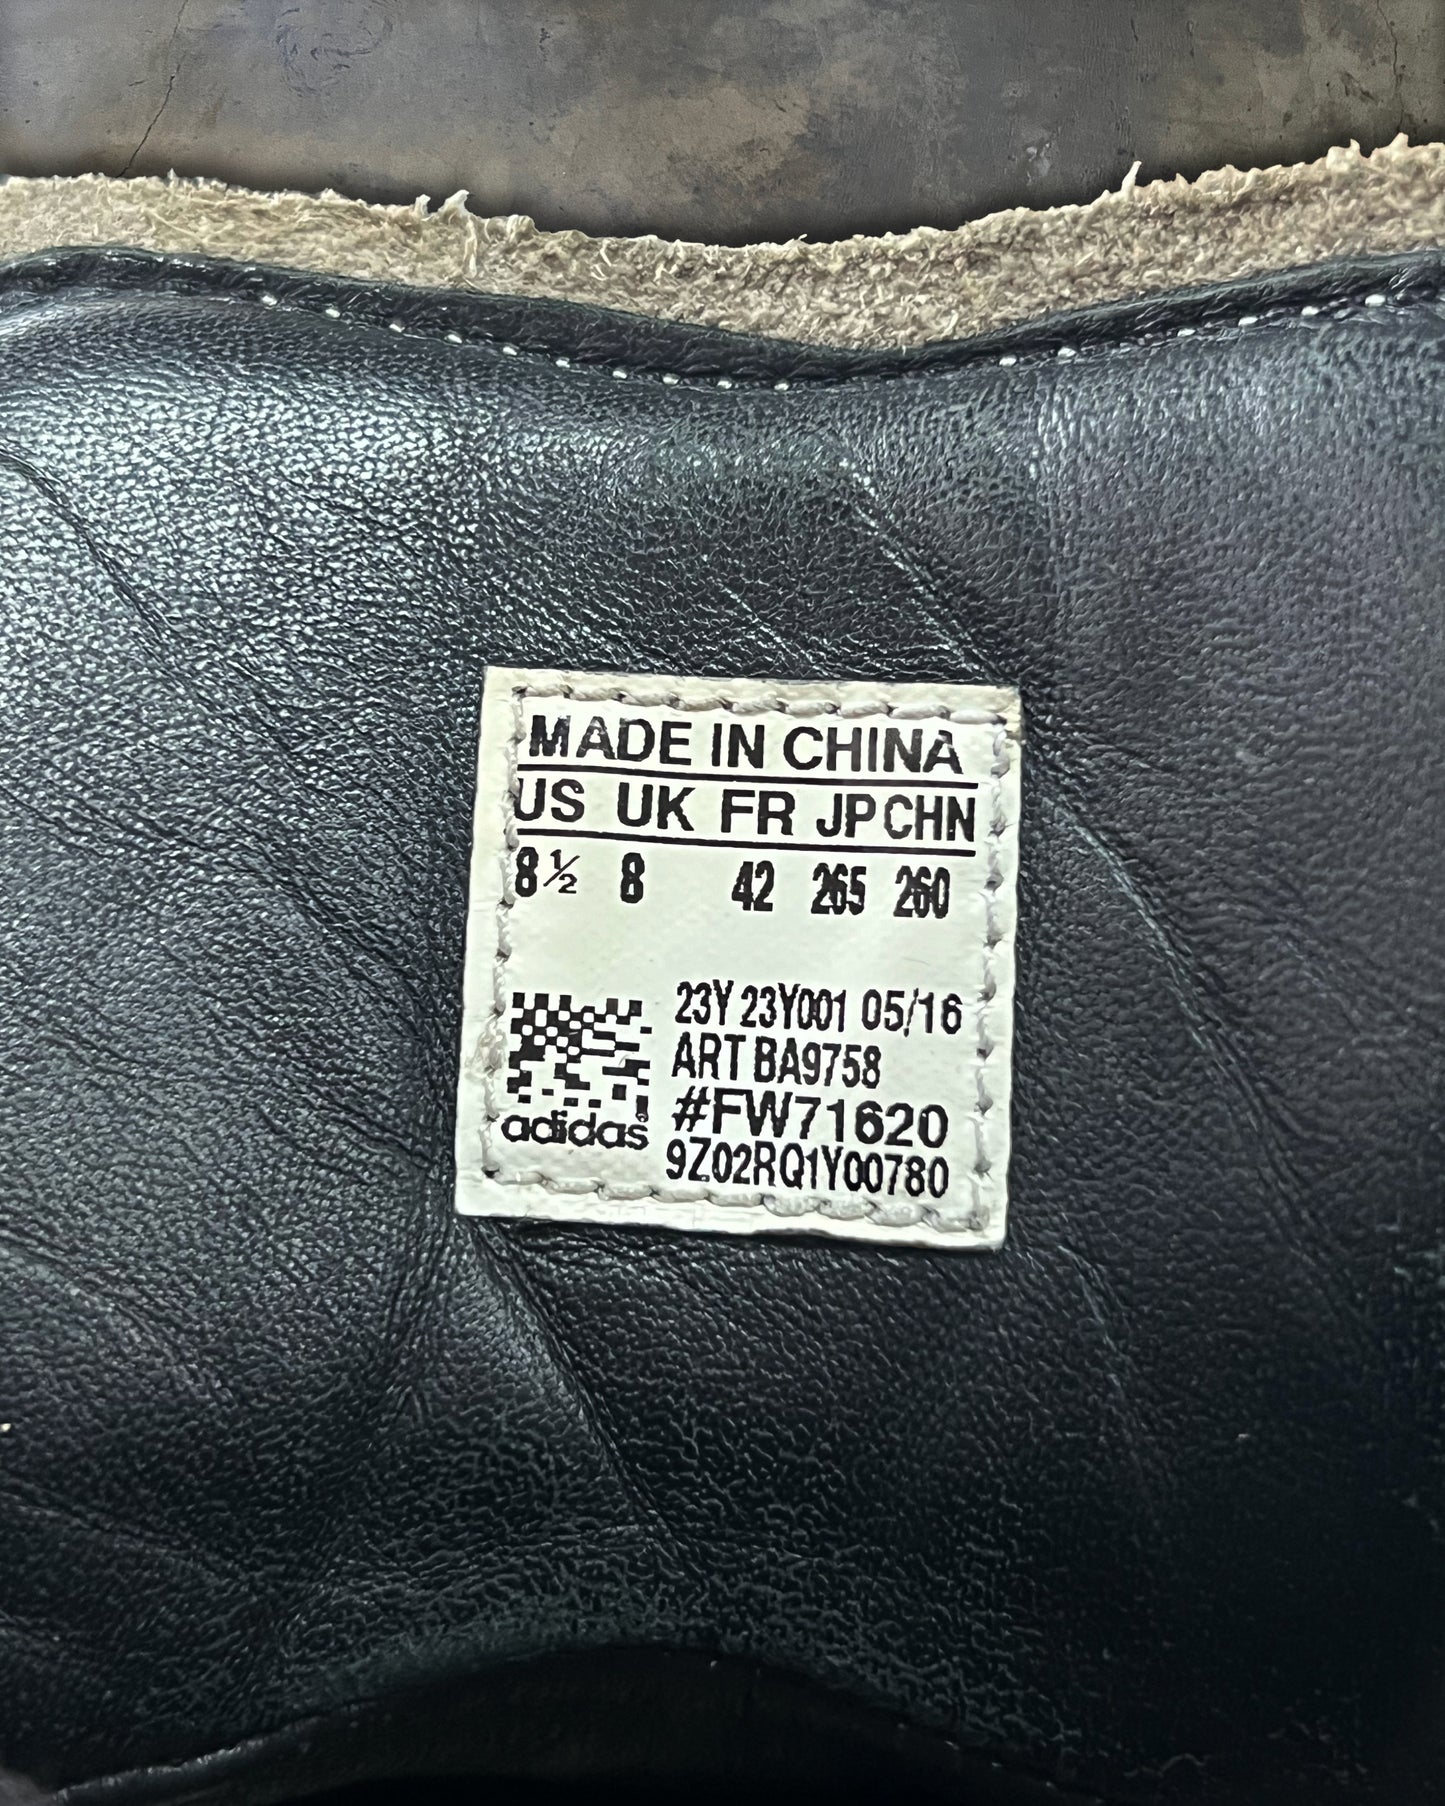 MADE IN CHINA
US UK FR JP CHN
8½ 8 42 265 260
23Y 23Y001 05/16
ART BA9758
#FW71620
9Z02RQ1Y00780
adidas